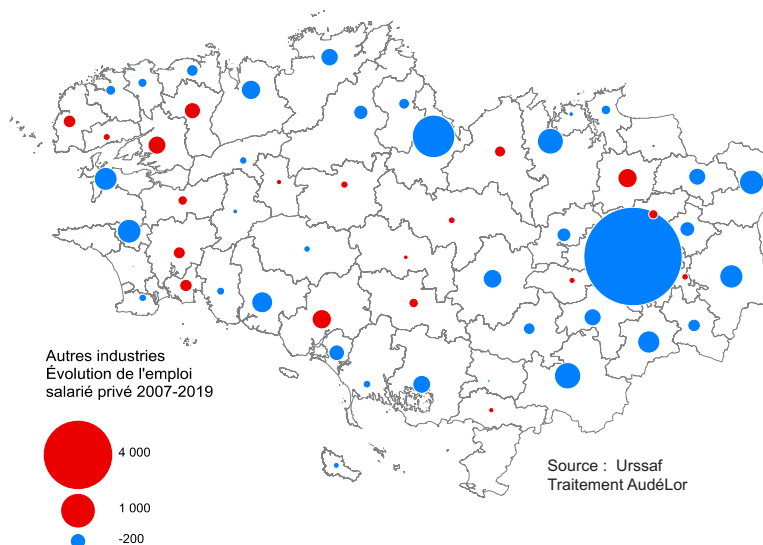 Autres industries
Évolution de l'emploi
salarié privé 2007-2019
4 000
1 000
-200
Source : Urssaf
Traitement AudéLor